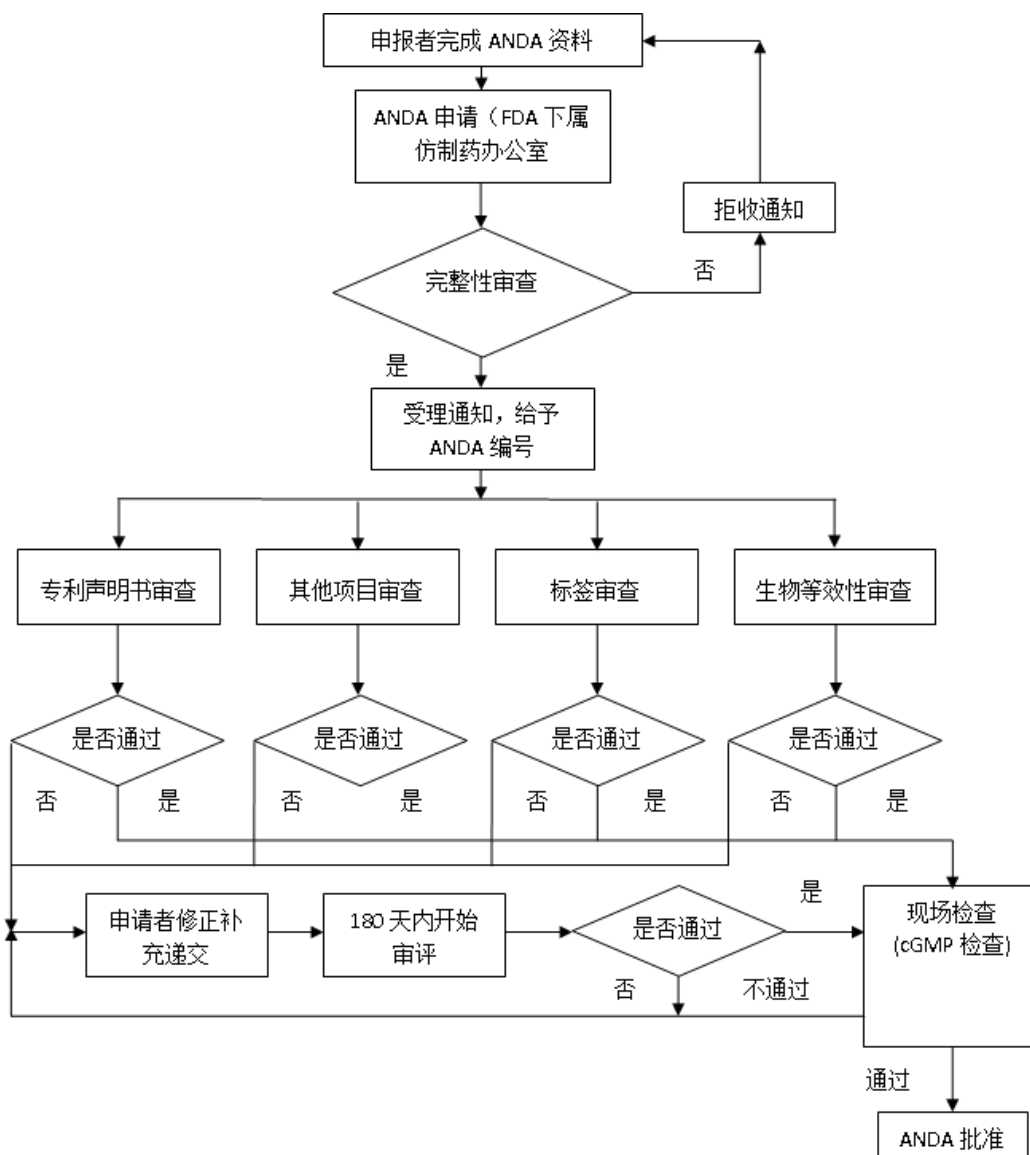 申报者完成 ANDA 资料
ANDA 申请（FDA 下属
仿制药办公室
拒收通知
完整性审查
否
是
受理通知，给予
ANDA 编号
专利声明书审查
其他项目审查
标签审查
生物等效性审查
是否通过
是否通过
是否通过
是否通过
否
是
否
是
否
是
否
是
申请者修正补
充递交
180 天内开始
审评
是否通过
是
现场检查
(cGMP 检查)
否
不通过
通过
ANDA 批准